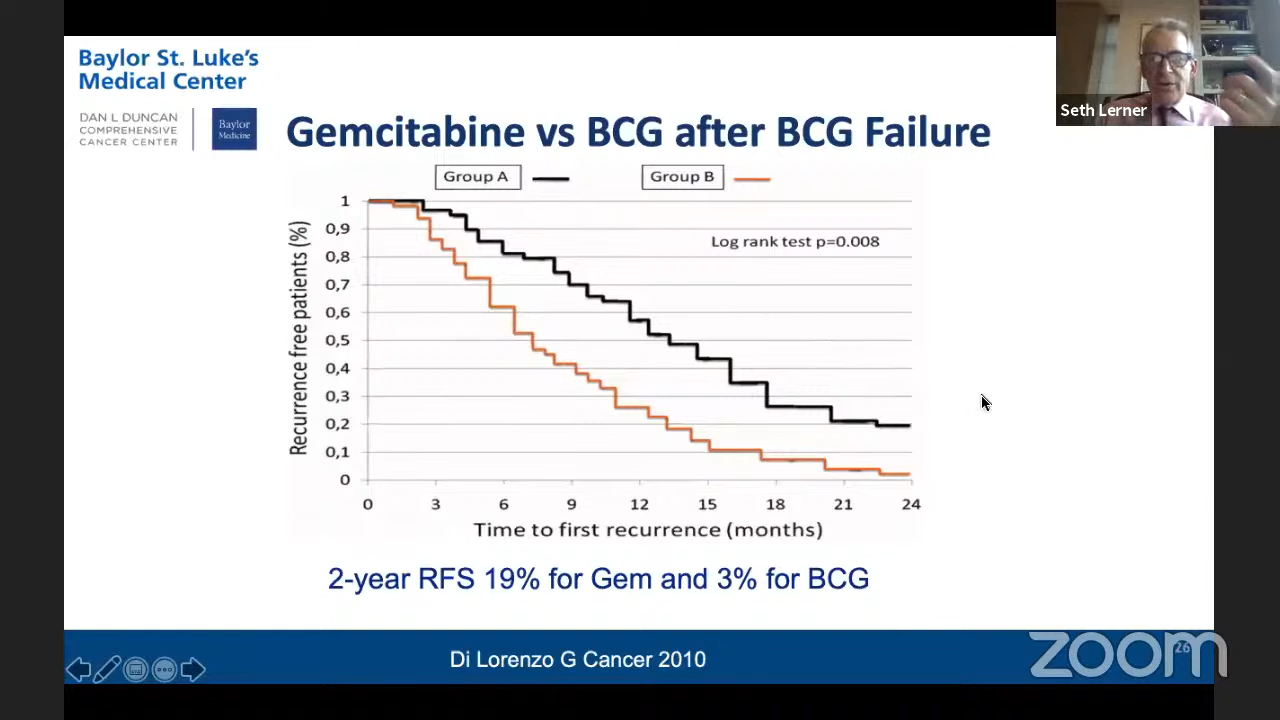 Baylor St. Luke's
Medical Center
DAN L DUNCAN
COMPREHENSIVE
CANCER CENTER
Baylor
Medicine
Seth Lerner
Gemcitabine vs BCG after BCG Failure
Group A
Group B
Log rank test p=0.008
Recurrence free patients (%)
1
0,9
0,8
0,7
0,6
0,5
0,4
0,3
0,2
0,1
0
0 3 6 9 12 15 18 21 24
Time to first recurrence (months)
2-year RFS 19% for Gem and 3% for BCG
Di Lorenzo G Cancer 2010
26
zoom